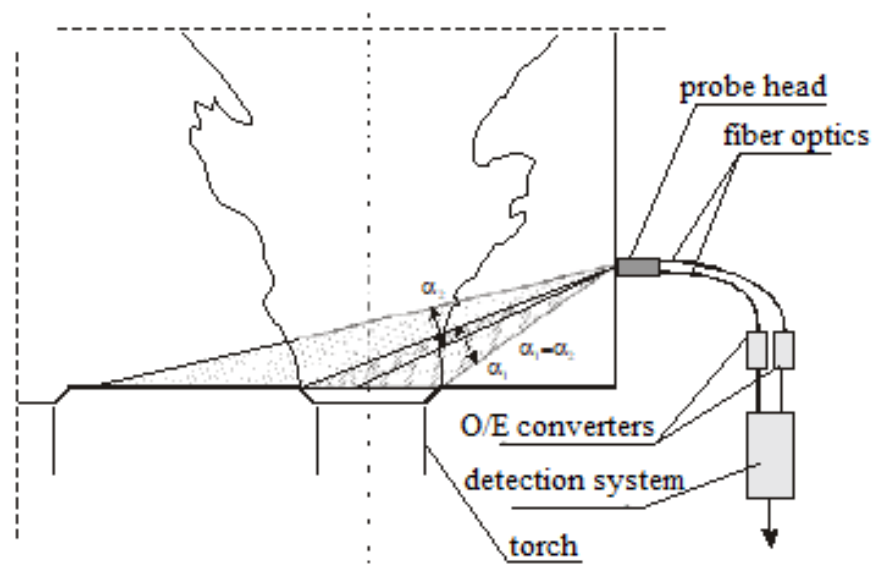 probe head
fiber optics
α₂
α₁=α₂
α₁
O/E converters
detection system
torch